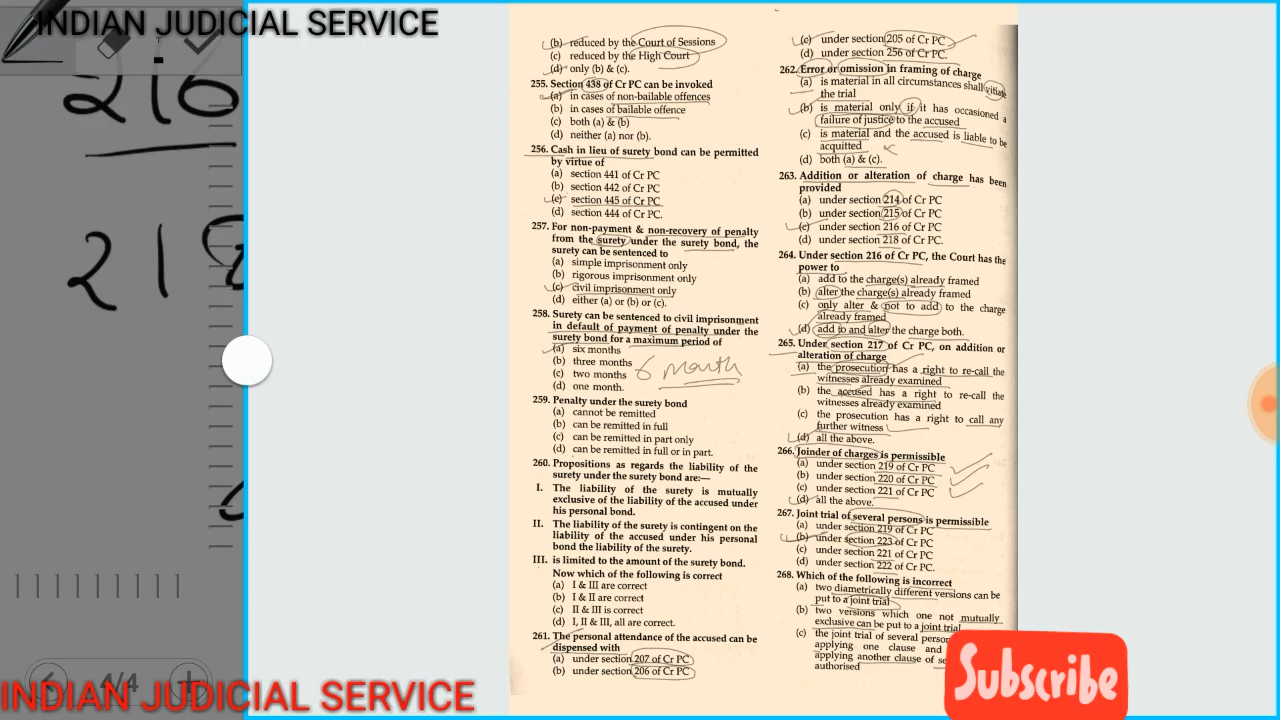 INDIAN JUDICIAL SERVICE
216
218
4/4
INDIAN JUDICIAL SERVICE
(b) reduced by the Court of Sessions
(c) reduced by the High Court
(d) only (b) & (c).
255. Section 438 of Cr PC can be invoked
(a) in cases of non-bailable offences
(b) in cases of bailable offence
(c) both (a) & (b)
(d) neither (a) nor (b).
256. Cash in lieu of surety bond can be permitted
by virtue of
(a) section 441 of Cr PC
(b) section 442 of Cr PC
(c) section 445 of Cr PC
(d) section 444 of Cr PC.
257. For non-payment & non-recovery of penalty
from the surety under the surety bond, the
surety can be sentenced to
(a) simple imprisonment only
(b) rigorous imprisonment only
(c) civil imprisonment only
(d) either (a) or (b) or (c).
258. Surety can be sentenced to civil imprisonment
in default of payment of penalty under the
surety bond for a maximum period of
(a) six months
(b) three months
(c) two months
(d) one month.
6 month
259. Penalty under the surety bond
(a) cannot be remitted
(b) can be remitted in full
(c) can be remitted in part only
(d) can be remitted in full or in part.
260. Propositions as regards the liability of the
surety under the surety bond are:—
I. The liability of the surety is mutually
exclusive of the liability of the accused under
his personal bond.
II. The liability of the surety is contingent on the
liability of the accused under his personal
bond the liability of the surety.
III. is limited to the amount of the surety bond.
Now which of the following is correct
(a) I & III are correct
(b) I & II are correct
(c) II & III is correct
(d) I, II & III, all are correct.
261. The personal attendance of the accused can be
dispensed with
(a) under section 207 of Cr PC
(b) under section 206 of Cr PC
(c) under section 205 of Cr PC
(d) under section 256 of Cr PC.
262. Error or omission in framing of charge
(a) is material in all circumstances shall vitiate
the trial
(b) is material only if it has occasioned a
failure of justice to the accused
(c) is material and the accused is liable to be
acquitted
(d) both (a) & (c).
263. Addition or alteration of charge has been
provided
(a) under section 214 of Cr PC
(b) under section 215 of Cr PC
(c) under section 216 of Cr PC
(d) under section 218 of Cr PC.
264. Under section 216 of Cr PC, the Court has the
power to
(a) add to the charge(s) already framed
(b) alter the charge(s) already framed
(c) only alter & not to add to the charge
already framed
(d) add to and alter the charge both.
265. Under section 217 of Cr PC, on addition or
alteration of charge
(a) the prosecution has a right to re-call the
witnesses already examined
(b) the accused has a right to re-call the
witnesses already examined
(c) the prosecution has a right to call any
further witness
(d) all the above.
266. Joinder of charges is permissible
(a) under section 219 of Cr PC
(b) under section 220 of Cr PC
(c) under section 221 of Cr PC
(d) all the above.
267. Joint trial of several persons is permissible
(a) under section 219 of Cr PC
(b) under section 223 of Cr PC
(c) under section 221 of Cr PC
(d) under section 222 of Cr PC.
268. Which of the following is incorrect
(a) two diametrically different versions can be
put to a joint trial
(b) two versions which one not mutually
exclusive can be put to a joint trial
(c) the joint trial of several
applying one clause and
applying another clause of
authorised
Subscribe